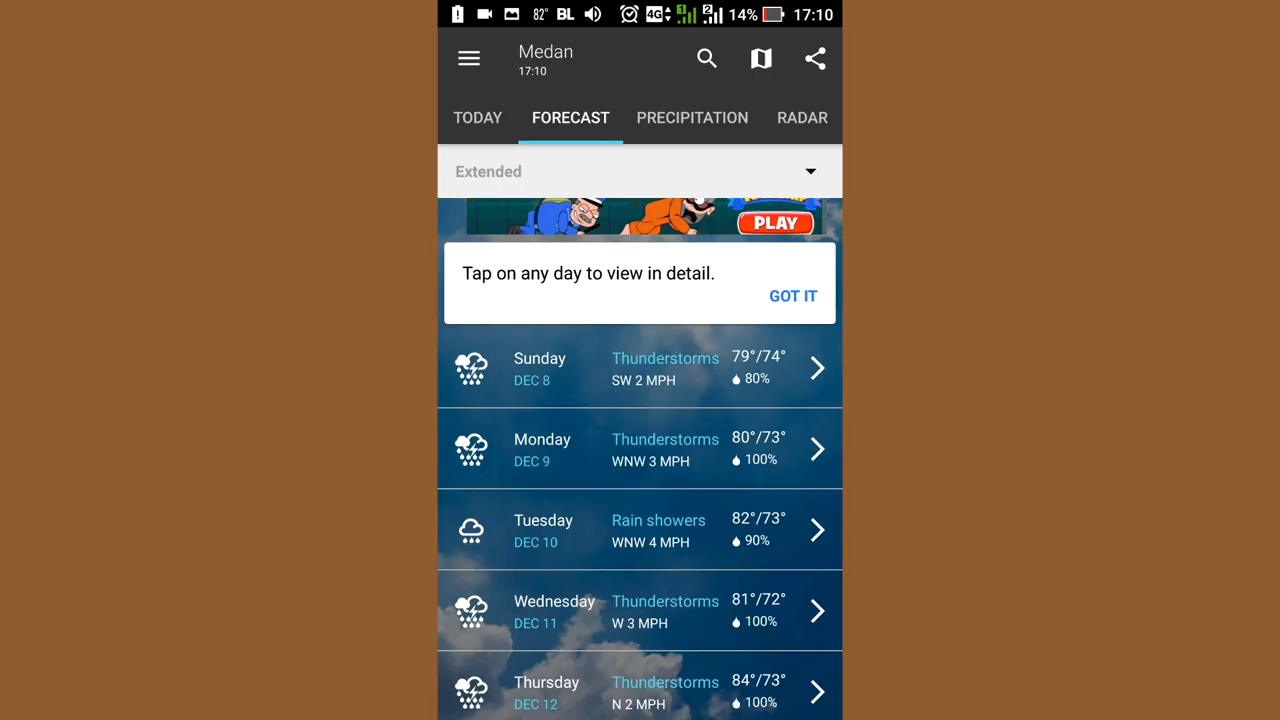 82° BL 4G 1 2 14% 17:10
Medan
17:10
TODAY FORECAST PRECIPITATION RADAR
Extended
PLAY
Tap on any day to view in detail.
GOT IT
Sunday Thunderstorms 79°/74°
DEC 8 SW 2 MPH 80%
Monday Thunderstorms 80°/73°
DEC 9 WNW 3 MPH 100%
Tuesday Rain showers 82°/73°
DEC 10 WNW 4 MPH 90%
Wednesday Thunderstorms 81°/72°
DEC 11 W 3 MPH 100%
Thursday Thunderstorms 84°/73°
DEC 12 N 2 MPH 100%